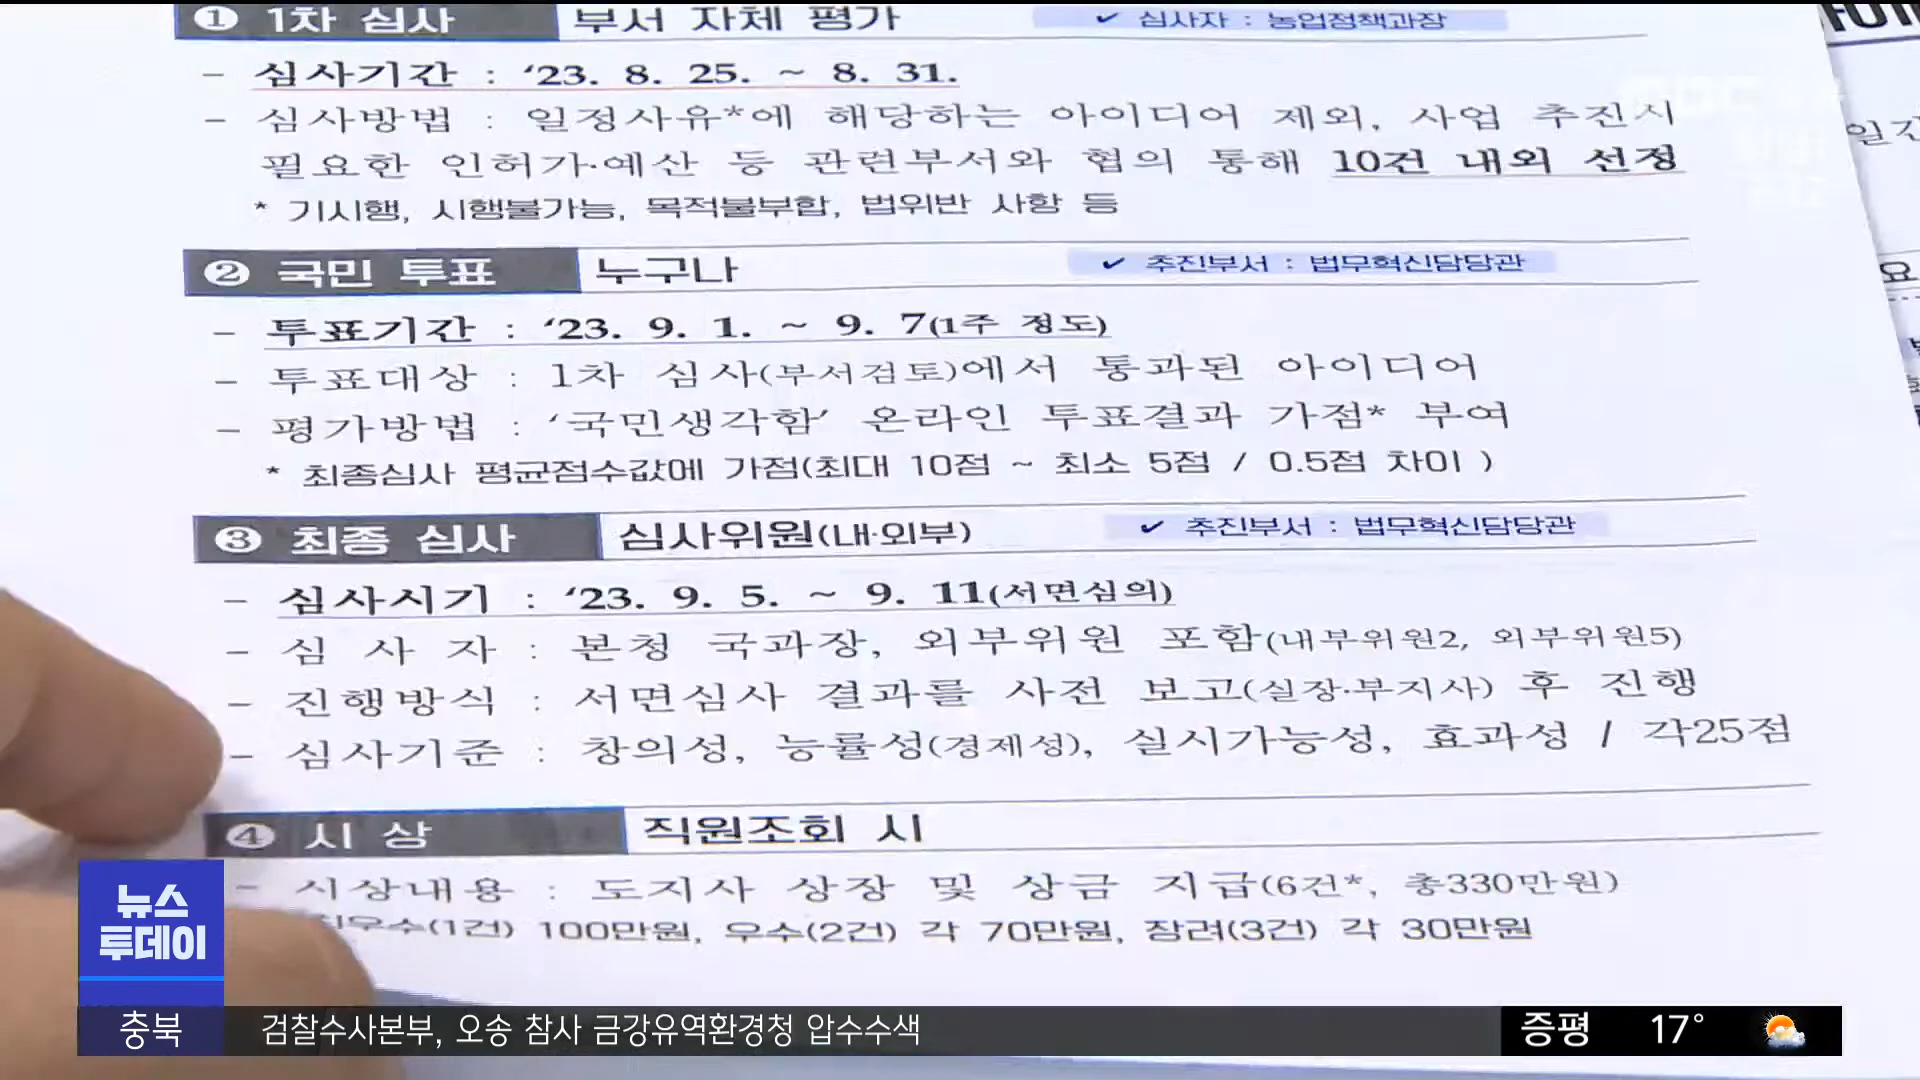 ❶ 1차 심사 부서 자체 평가 ✔ 심사자 : 농업정책과장
- 심사기간 : ‘23. 8. 25. ~ 8. 31.
- 심사방법 : 일정사유*에 해당하는 아이디어 제외, 사업 추진시
필요한 인허가·예산 등 관련부서와 협의 통해 10건 내외 선정
* 기시행, 시행불가능, 목적불부합, 법위반 사항 등
❷ 국민 투표 누구나 ✔ 추진부서 : 법무혁신담당관
- 투표기간 : ‘23. 9. 1. ~ 9. 7(1주 정도)
- 투표대상 : 1차 심사(부서검토)에서 통과된 아이디어
- 평가방법 : ‘국민생각함’ 온라인 투표결과 가점* 부여
* 최종심사 평균점수값에 가점(최대 10점 ~ 최소 5점 / 0.5점 차이 )
❸ 최종 심사 심사위원(내·외부) ✔ 추진부서 : 법무혁신담당관
- 심사시기 : ‘23. 9. 5. ~ 9. 11(서면심의)
- 심 사 자 : 본청 국과장, 외부위원 포함(내부위원2, 외부위원5)
- 진행방식 : 서면심사 결과를 사전 보고(실장·부지사) 후 진행
- 심사기준 : 창의성, 능률성(경제성), 실시가능성, 효과성 / 각25점
❹ 시 상 직원조회 시
- 시상내용 : 도지사 상장 및 상금 지급(6건*, 총330만원)
최우수(1건) 100만원, 우수(2건) 각 70만원, 장려(3건) 각 30만원
뉴스
투데이
충북 검찰수사본부, 오송 참사 금강유역환경청 압수수색 증평 17°